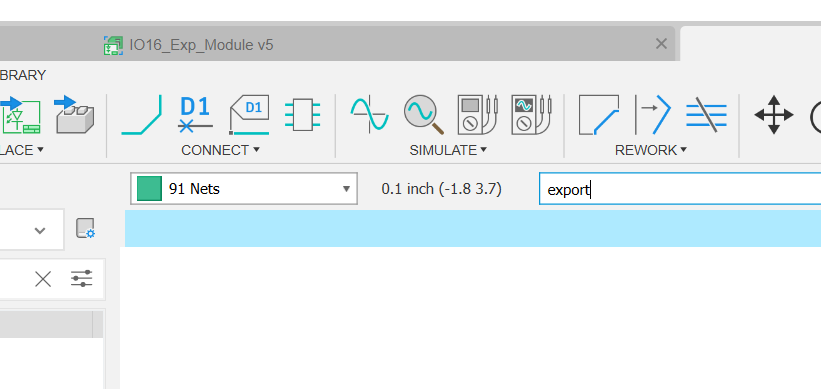 IO16_Exp_Module v5
BRARY
D1
D1
LACE
CONNECT
SIMULATE
REWORK
91 Nets
0.1 inch (-1.8 3.7)
export